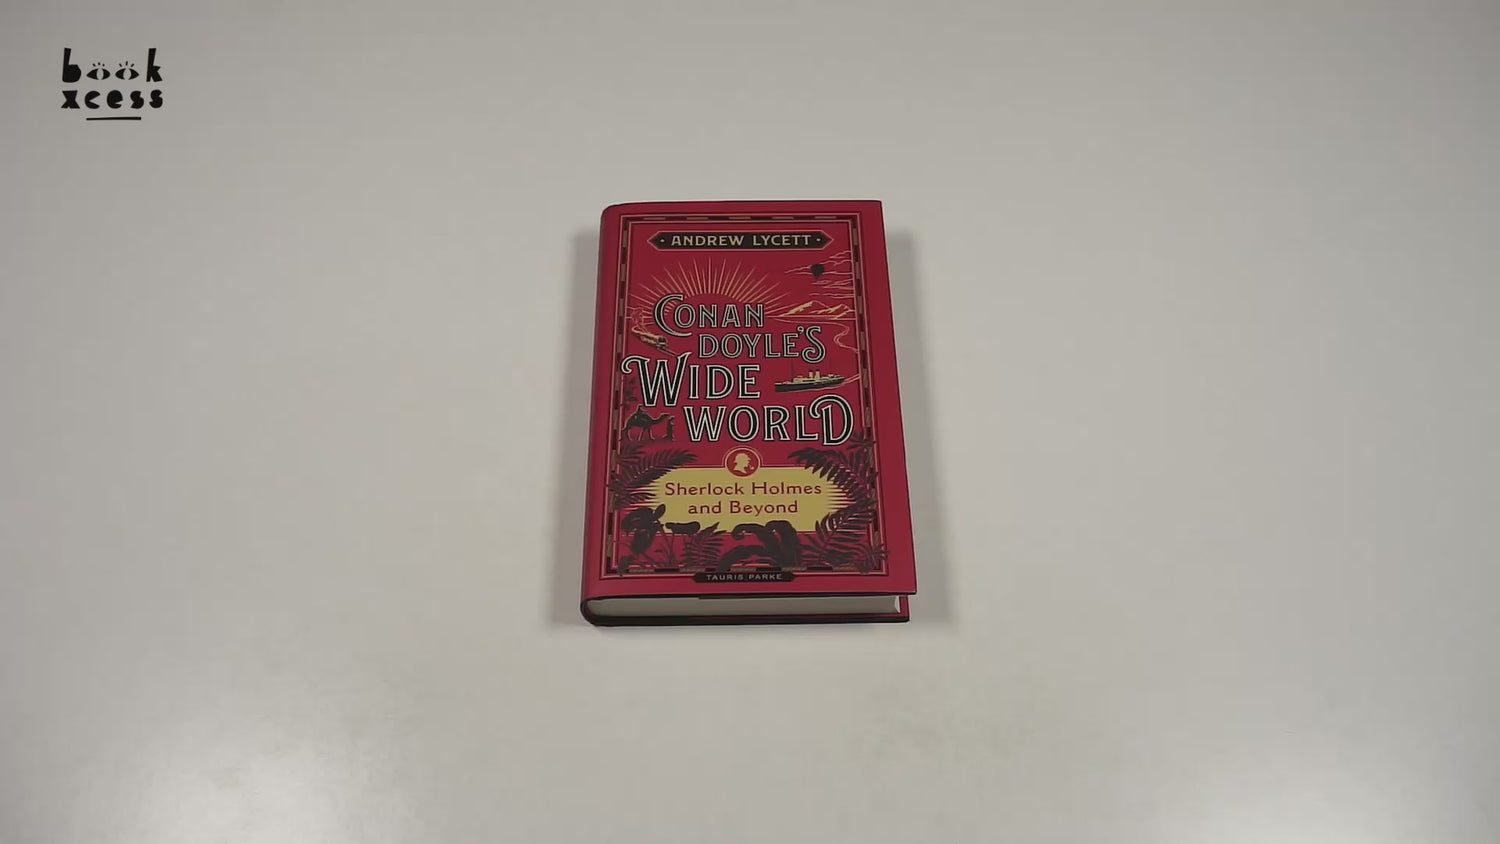 book
xcess
ANDREW LYCETT
CONAN
DOYLE'S
WIDE
WORLD
Sherlock Holmes
and Beyond
TAURIS PARKE